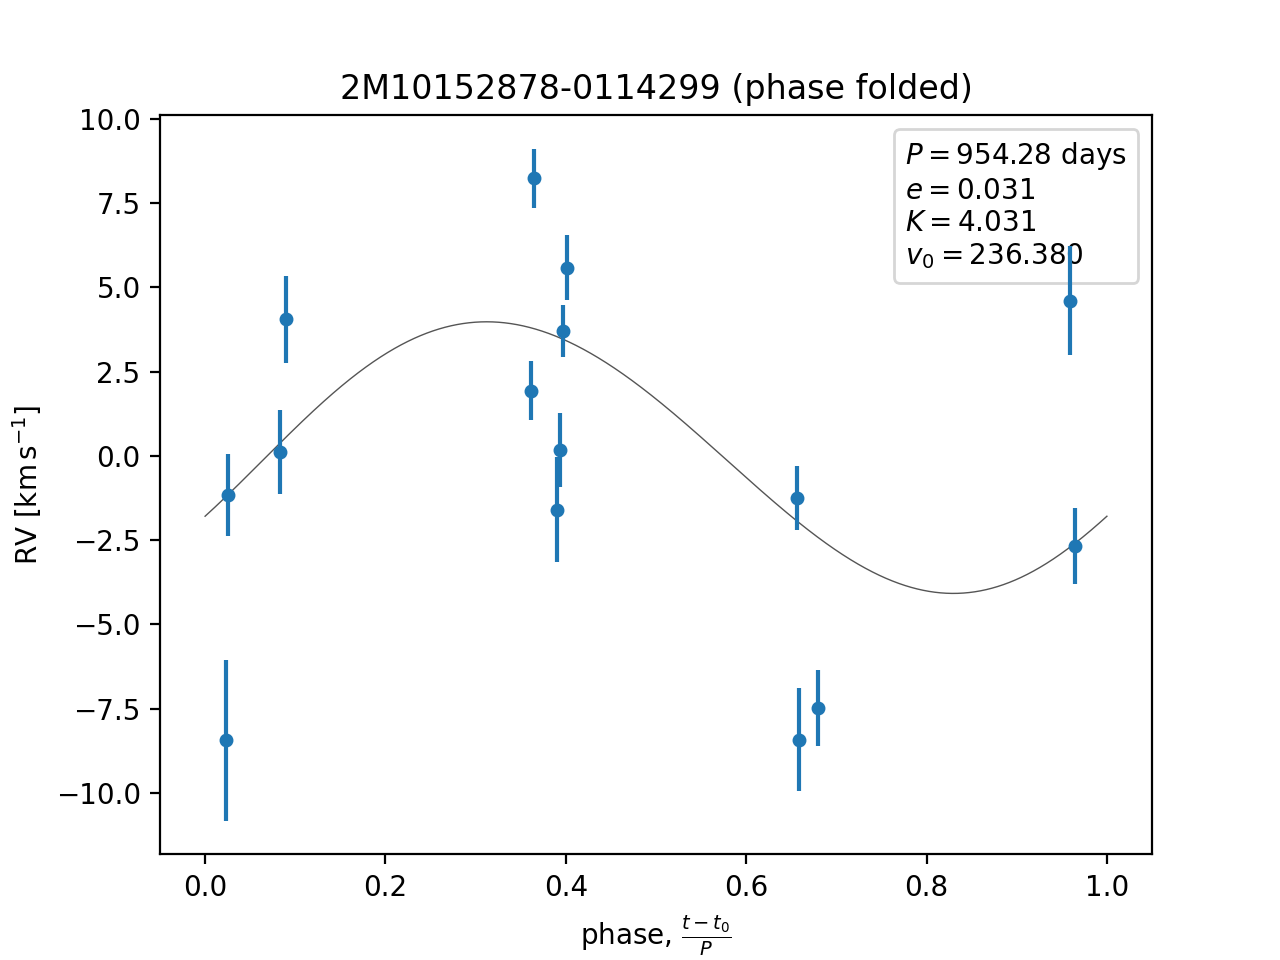 2M10152878-0114299 (phase folded)
P = 954.28 days
e = 0.031
K = 4.031
v₀ = 236.380
10.0
7.5
5.0
2.5
0.0
−2.5
−5.0
−7.5
−10.0
RV [km s⁻¹]
0.0 0.2 0.4 0.6 0.8 1.0
phase, (t − t₀)/P